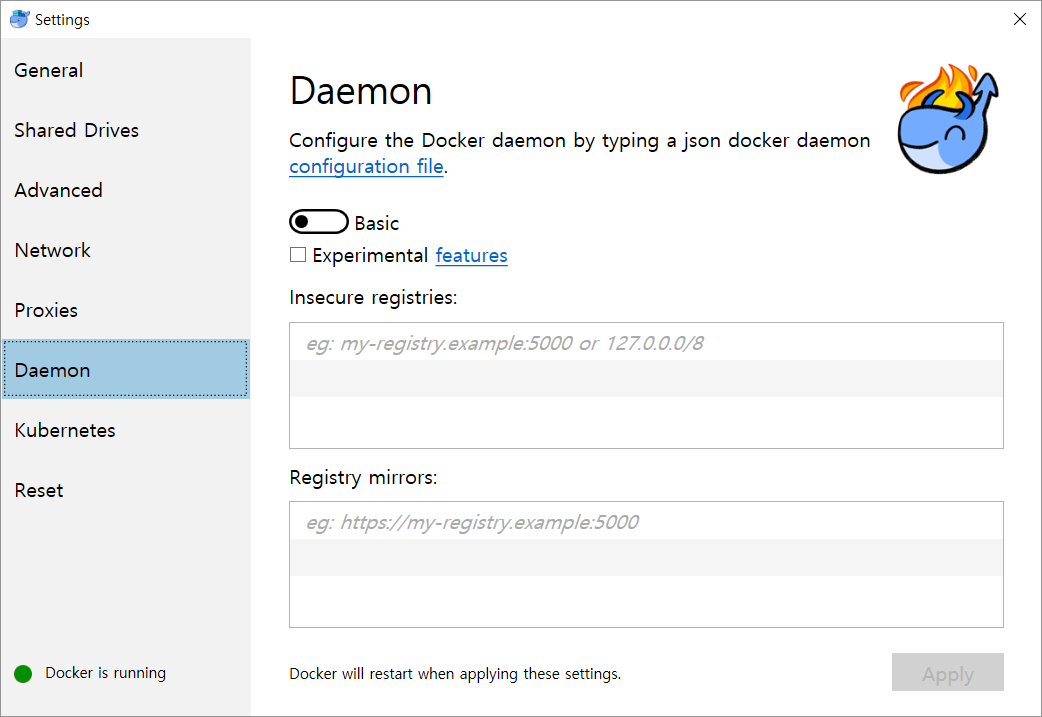 Settings
General
Shared Drives
Advanced
Network
Proxies
Daemon
Kubernetes
Reset
Docker is running
Daemon
Configure the Docker daemon by typing a json docker daemon
configuration file.
Basic
Experimental features
Insecure registries:
eg: my-registry.example:5000 or 127.0.0.0/8
Registry mirrors:
eg: https://my-registry.example:5000
Docker will restart when applying these settings.
Apply